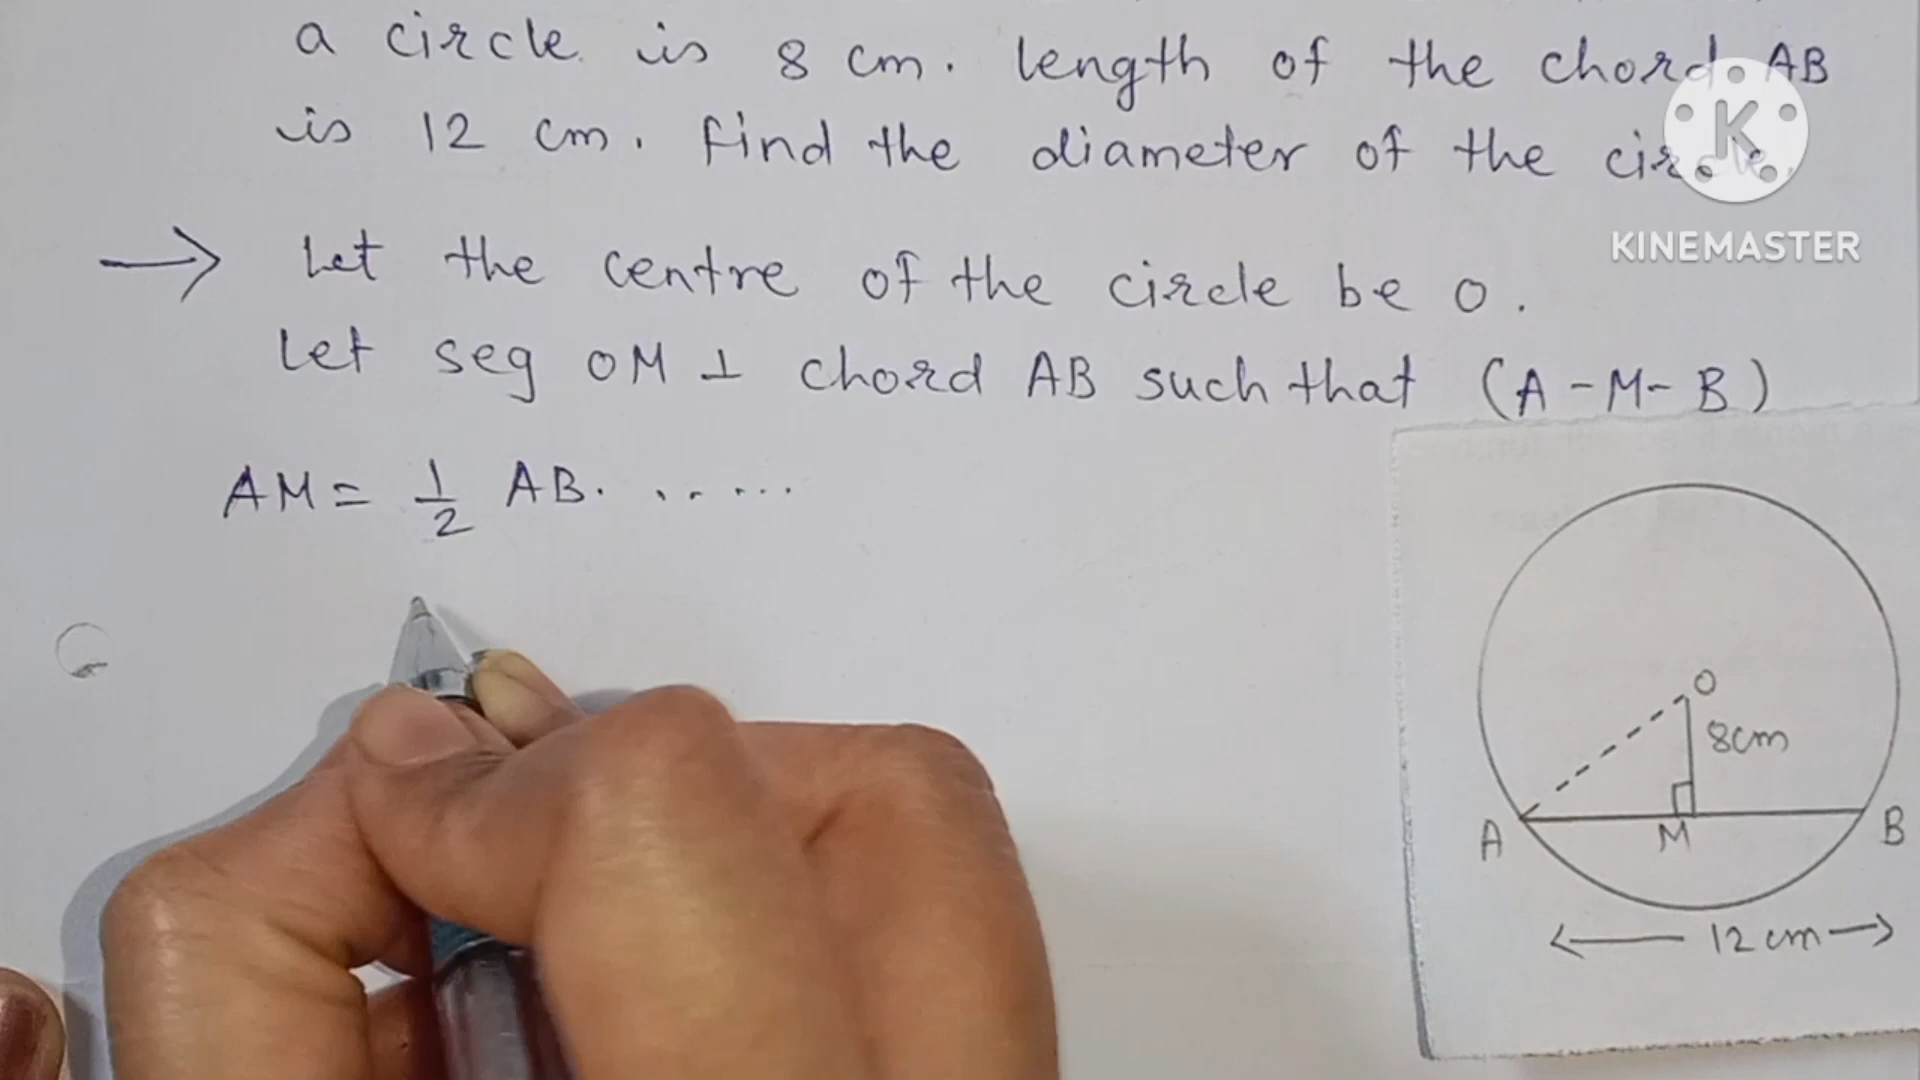 a circle is 8 cm. length of the chord AB
is 12 cm. find the diameter of the circle.
K
KINEMASTER
→ Let the centre of the circle be O.
Let seg OM ⊥ chord AB such that (A-M-B)
AM = 1/2 AB. .....
O
8cm
A
M
B
12 cm